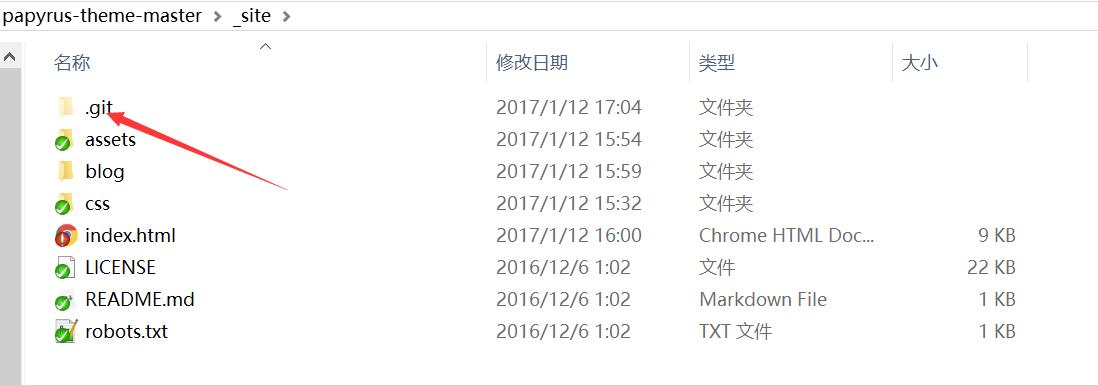 papyrus-theme-master > _site >
名称 修改日期 类型 大小
.git 2017/1/12 17:04 文件夹
assets 2017/1/12 15:54 文件夹
blog 2017/1/12 15:59 文件夹
css 2017/1/12 15:32 文件夹
index.html 2017/1/12 16:00 Chrome HTML Doc... 9 KB
LICENSE 2016/12/6 1:02 文件 22 KB
README.md 2016/12/6 1:02 Markdown File 1 KB
robots.txt 2016/12/6 1:02 TXT 文件 1 KB